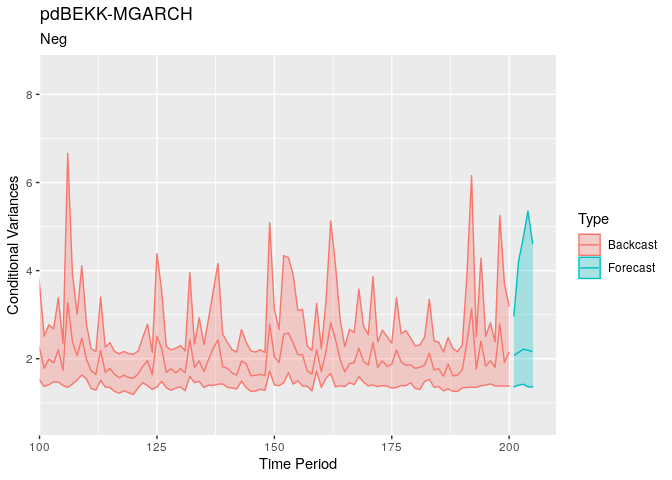 pdBEKK-MGARCH
Neg
8
6
4
2
Conditional Variances
100
125
150
175
200
Time Period
Type
Backcast
Forecast